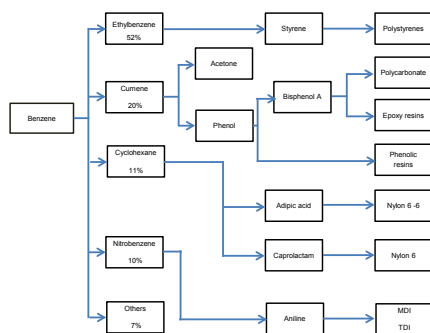 Ethylbenzene
52%
Styrene
Polystyrenes
Acetone
Cumene
20%
Bisphenol A
Polycarbonate
Benzene
Phenol
Epoxy resins
Cyclohexane
11%
Phenolic
resins
Adipic acid
Nylon 6 -6
Nitrobenzene
10%
Caprolactam
Nylon 6
Others
7%
Aniline
MDI
TDI